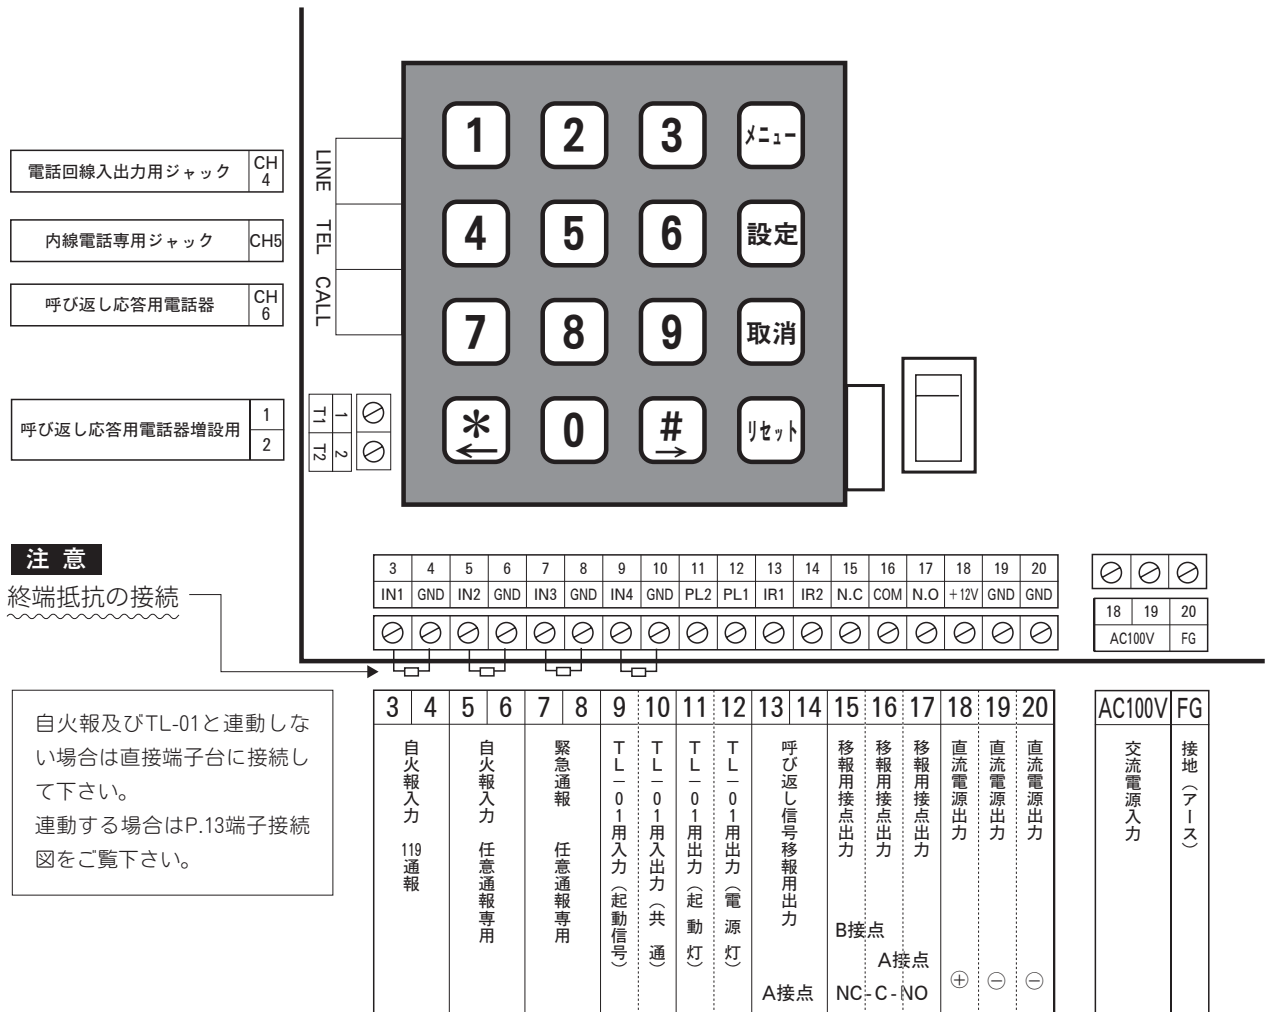 1 2 3 メニュー
4 5 6 設定
7 8 9 取消
* ← 0 # → リセット
電話回線入出力用ジャック CH 4
LINE
内線電話専用ジャック CH5
TEL
呼び返し応答用電話器 CH 6
CALL
呼び返し応答用電話器増設用 1 2
T1 1
T2 2
注 意
終端抵抗の接続
3 4 5 6 7 8 9 10 11 12 13 14 15 16 17 18 19 20
IN1 GND IN2 GND IN3 GND IN4 GND PL2 PL1 IR1 IR2 N.C COM N.O +12V GND GND
18 19 20
AC100V FG
自火報及びTL-01と連動しな
い場合は直接端子台に接続し
て下さい。
連動する場合はP.13端子接続
図をご覧下さい。
3 4 5 6 7 8 9 10 11 12 13 14 15 16 17 18 19 20
AC100V FG
自火報入力 119通報
自火報入力 任意通報専用
緊急通報 任意通報専用
TL-01用入力(起動信号)
TL-01用入出力(共 通)
TL-01用出力(起 動 灯)
TL-01用出力(電 源 灯)
呼び返し信号移報用出力
A接点
移報用接点出力
移報用接点出力
移報用接点出力
B接点
A接点
NC-C-NO
直流電源出力 ⊕
直流電源出力 ⊖
直流電源出力 ⊖
交流電源入力
接地(アース)